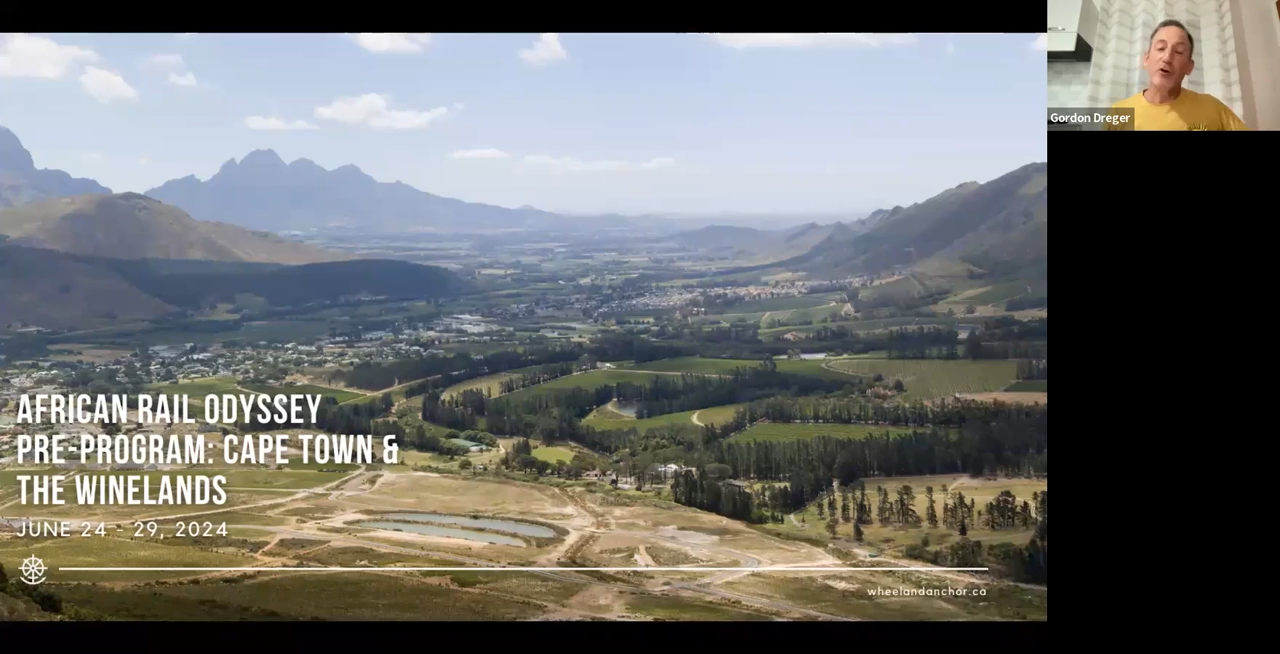 AFRICAN RAIL ODYSSEY
PRE-PROGRAM: CAPE TOWN &
THE WINELANDS
JUNE 24 - 29, 2024
wheelandanchor.ca
Gordon Dreger